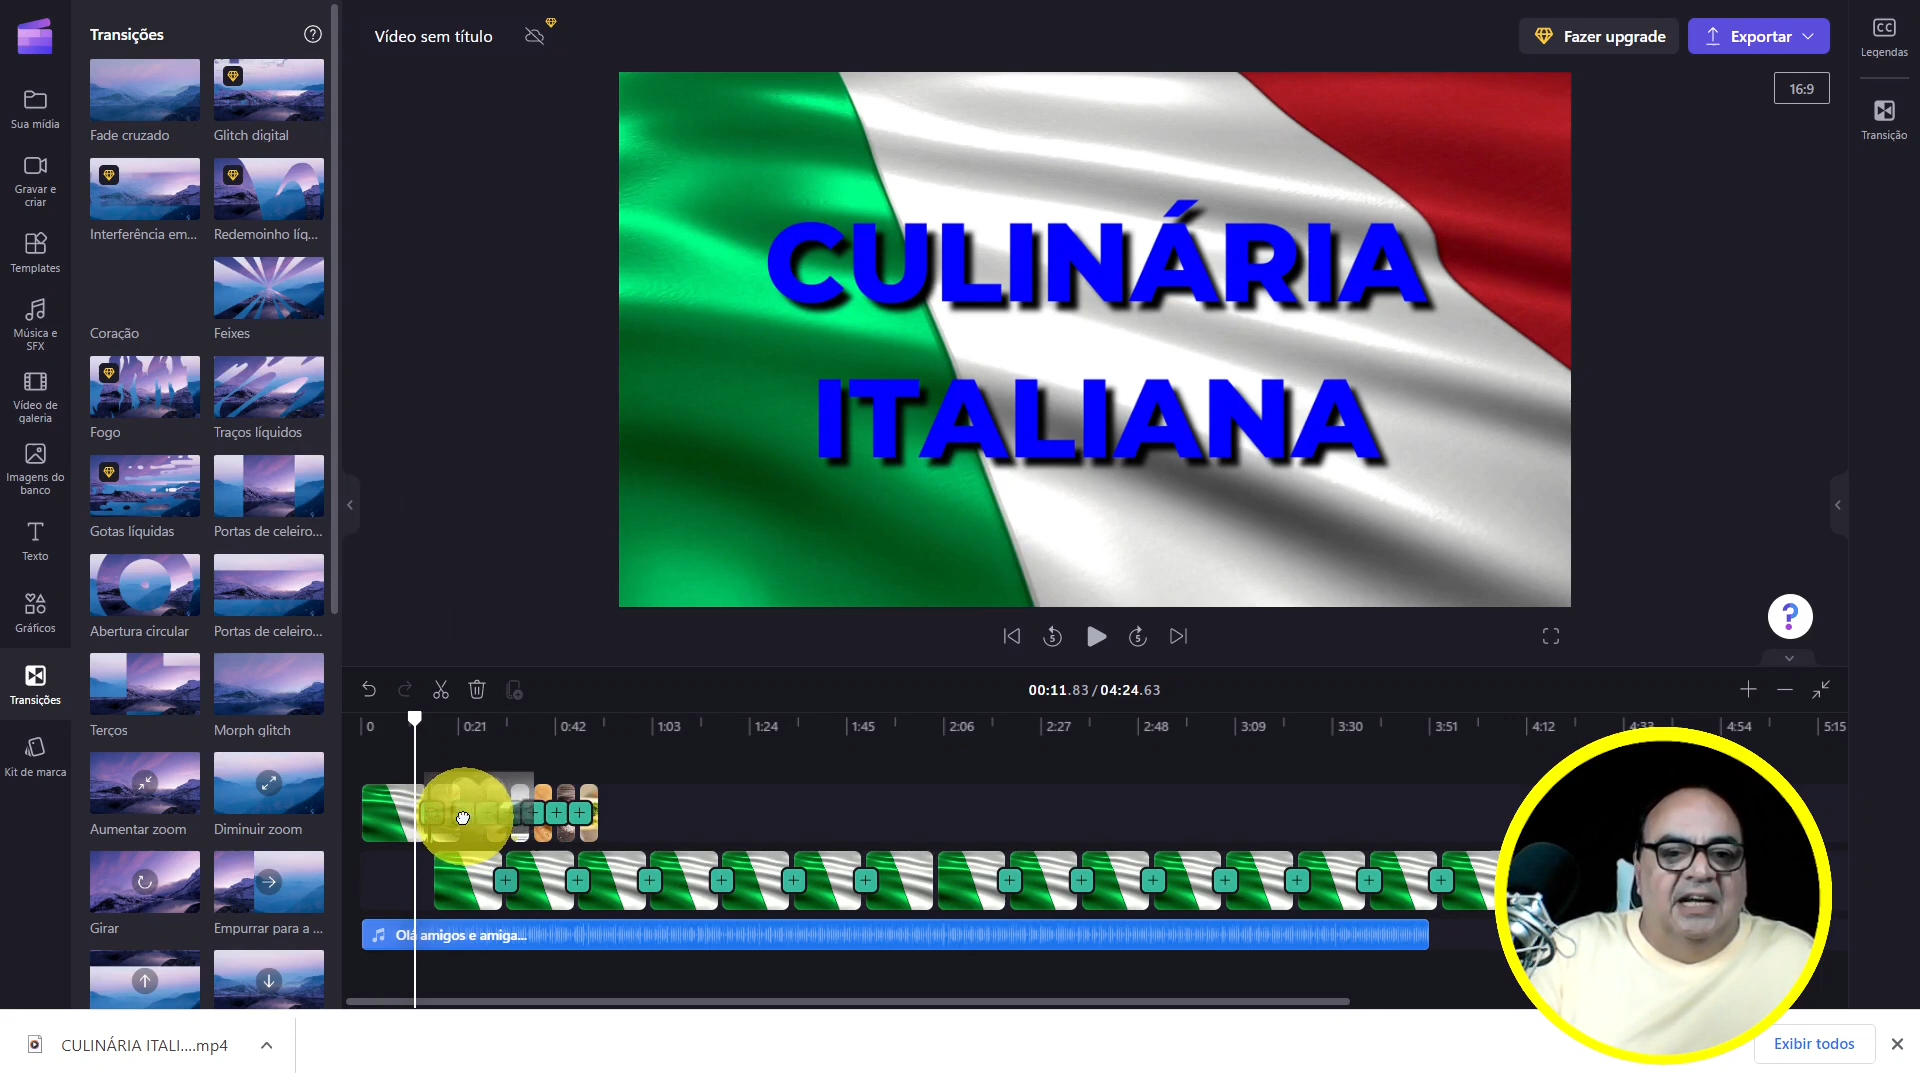 Transições
Vídeo sem título
Fazer upgrade
Exportar
CC
Legendas
16:9
Sua mídia
Fade cruzado
Glitch digital
Transição
Gravar e
criar
Interferência em...
Redemoinho líq...
CULINÁRIA
ITALIANA
Templates
Música e
SFX
Coração
Feixes
Vídeo de
galeria
Fogo
Traços líquidos
Imagens do
banco
Gotas líquidas
Portas de celeiro...
Texto
Gráficos
Abertura circular
Portas de celeiro...
?
5
5
Transições
Terços
Morph glitch
00:11.83/04:24.63
0
0:21
0:42
1:03
1:24
1:45
2:06
2:27
2:48
3:09
3:30
3:51
4:12
4:33
4:54
5:15
Kit de marca
Aumentar zoom
Diminuir zoom
Girar
Empurrar para a ...
Olá amigos e amiga...
CULINÁRIA ITALI....mp4
Exibir todos